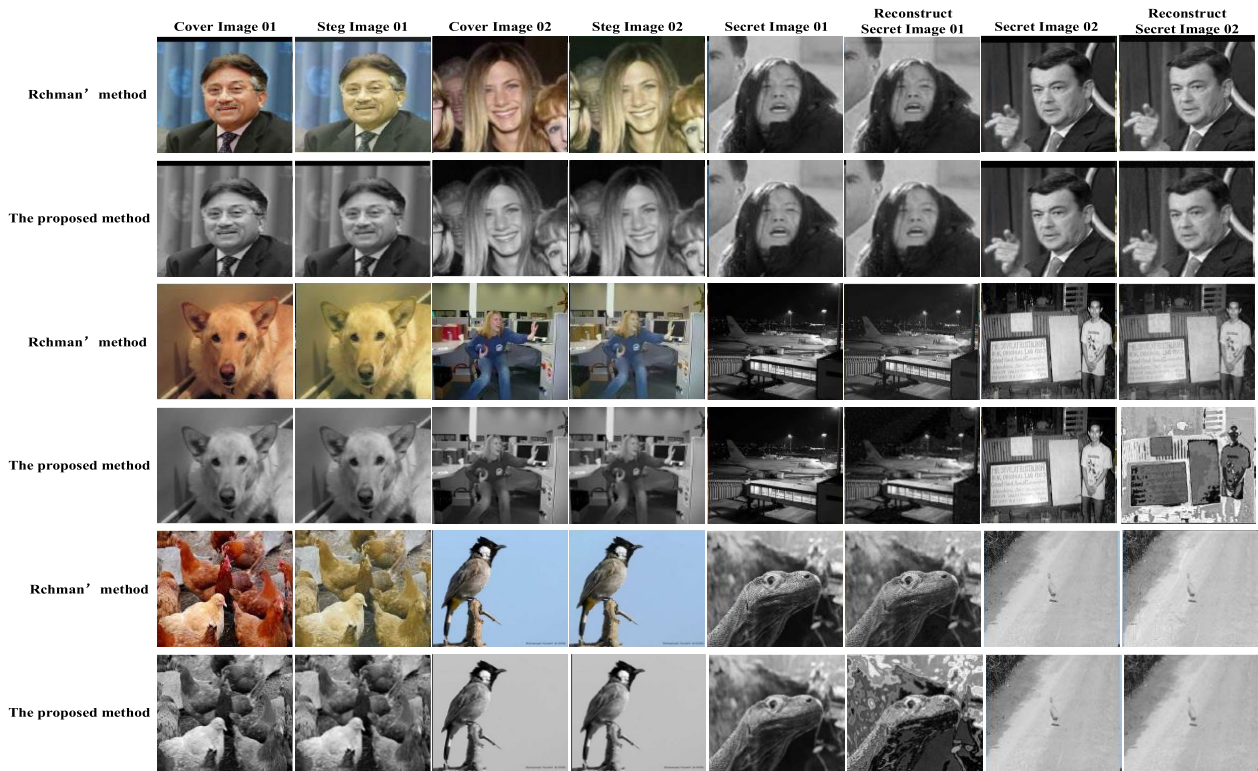 Cover Image 01
Steg Image 01
Cover Image 02
Steg Image 02
Secret Image 01
Reconstruct
Secret Image 01
Secret Image 02
Reconstruct
Secret Image 02
Rchman’ method
The proposed method
Rchman’ method
The proposed method
Rchman’ method
The proposed method